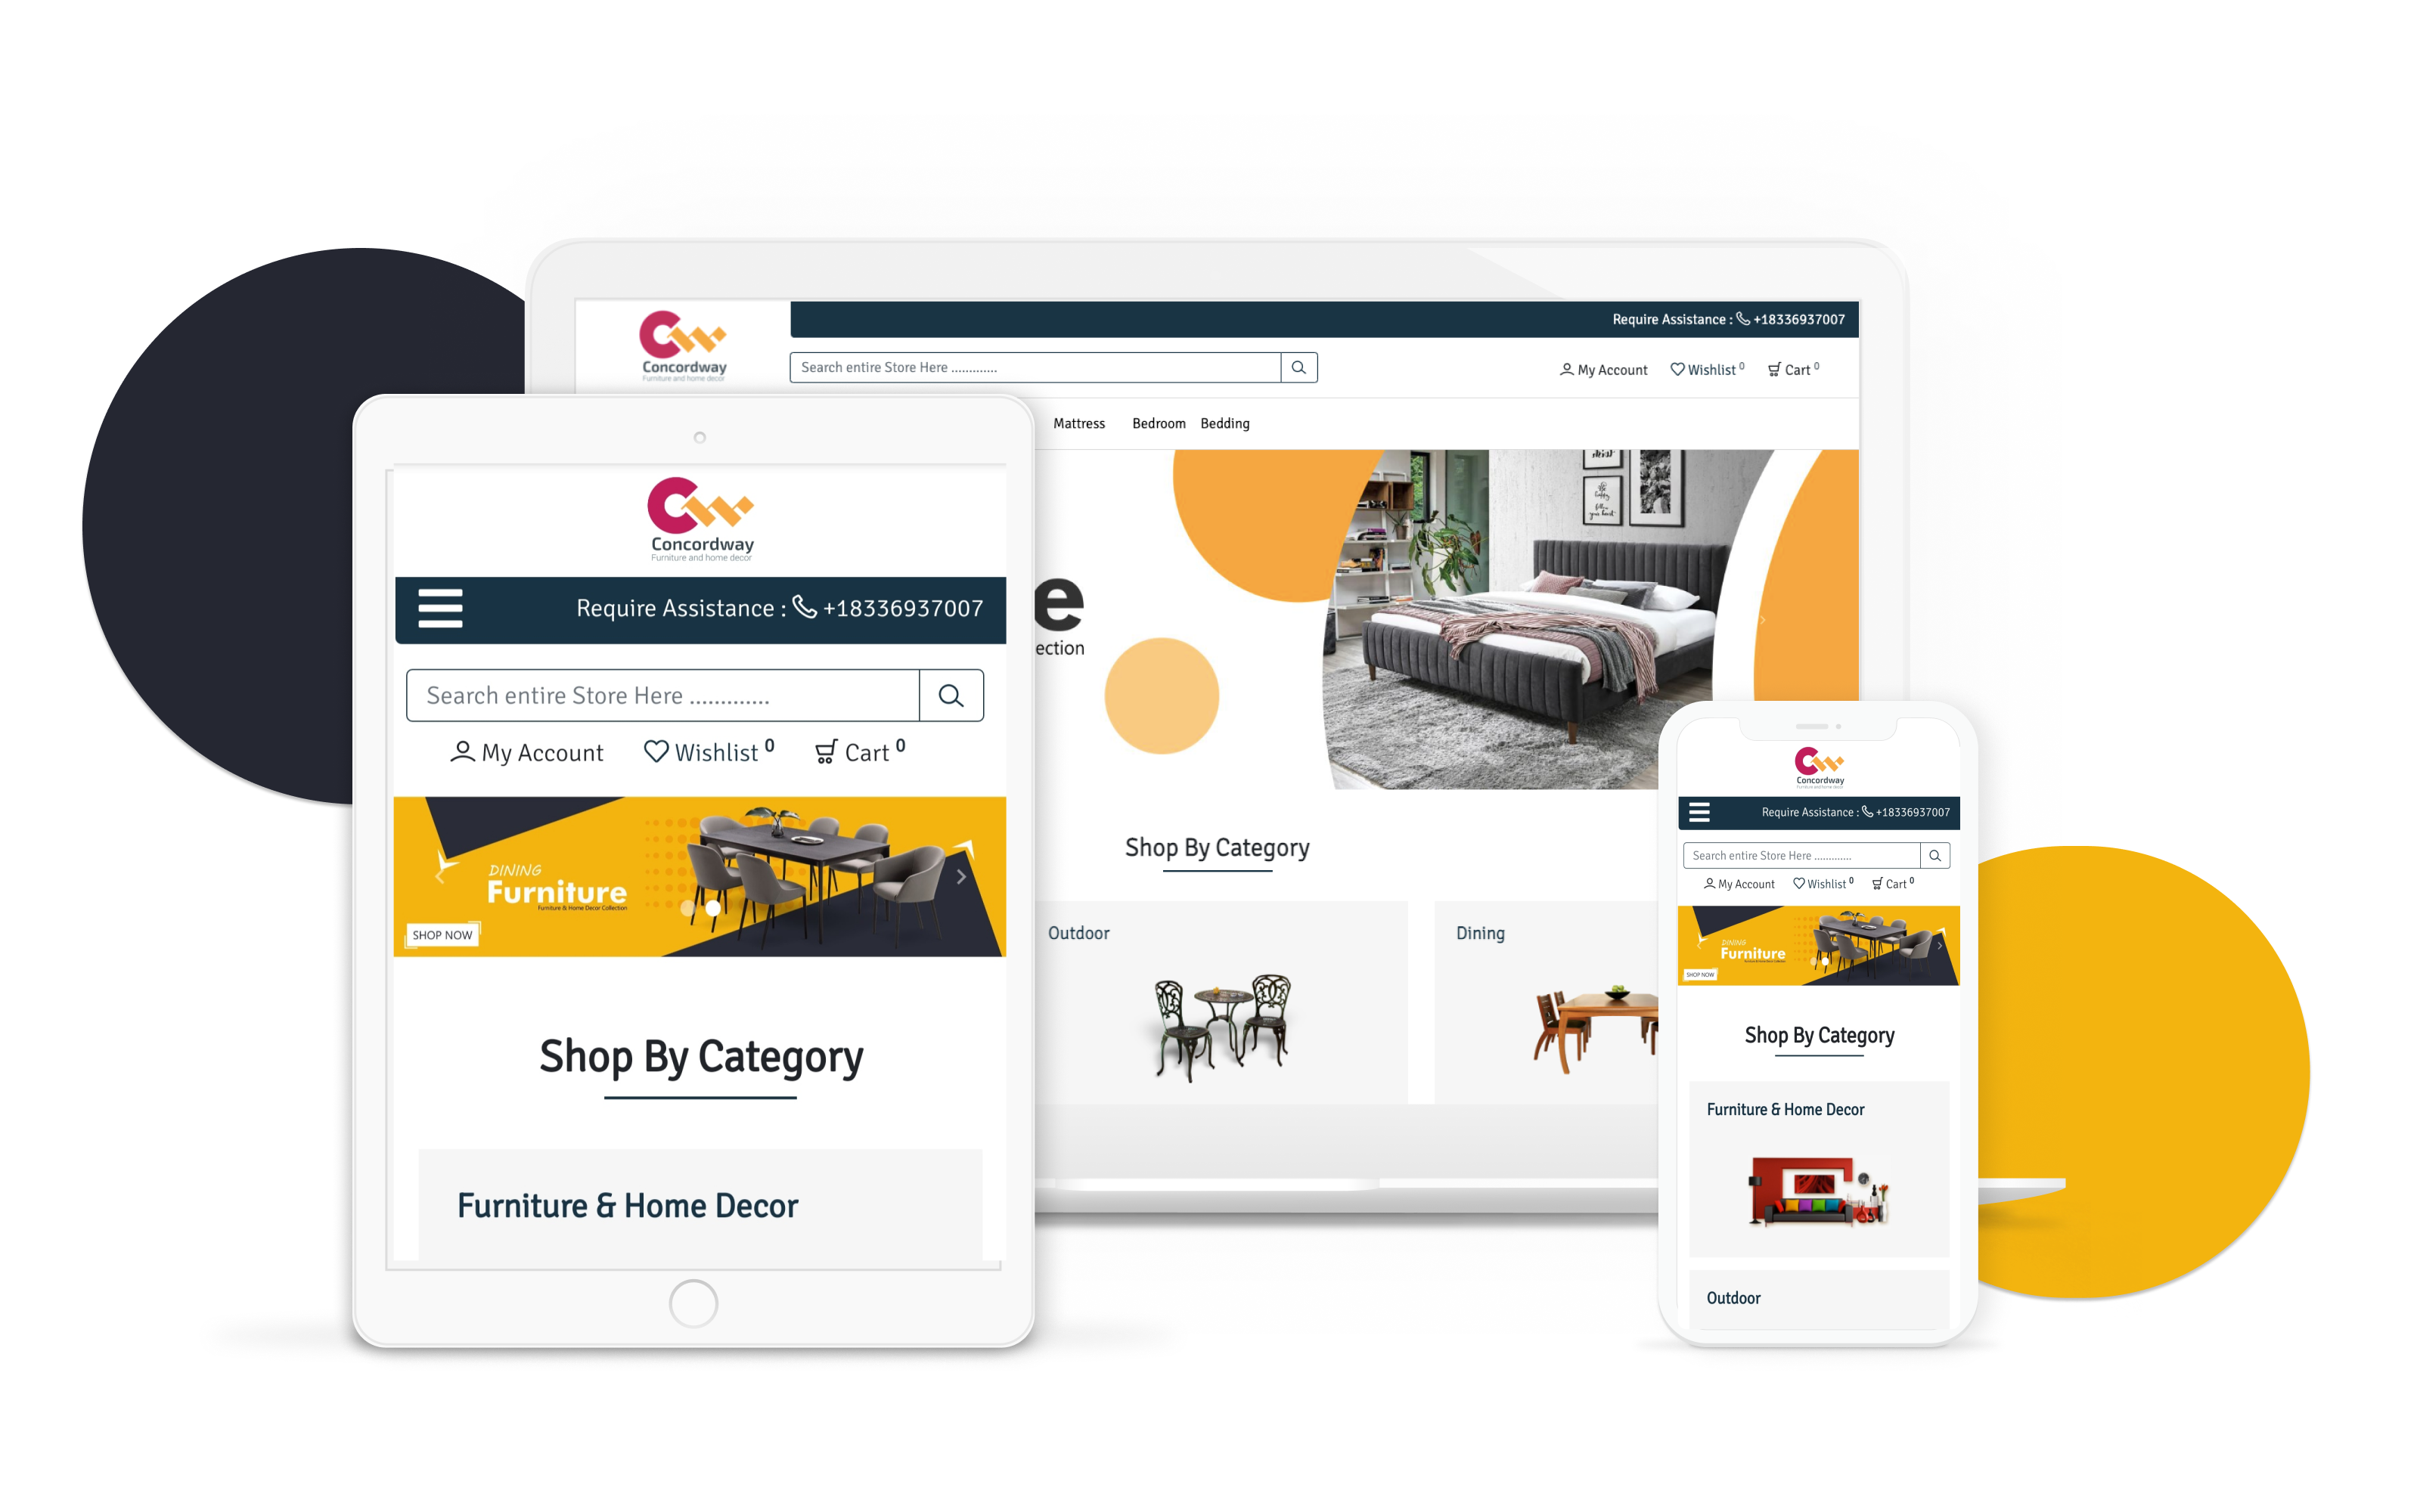 Concordway
Furniture and home decor
Require Assistance : +18336937007
Search entire Store Here .............
My Account Wishlist 0 Cart 0
Mattress Bedroom Bedding
e
ection
Shop By Category
Outdoor
Dining
Concordway
Furniture and home decor
Require Assistance : +18336937007
Search entire Store Here .............
My Account Wishlist 0 Cart 0
DINING
Furniture
Furniture & Home Decor Collection
SHOP NOW
Shop By Category
Furniture & Home Decor
Concordway
Furniture and home decor
Require Assistance : +18336937007
Search entire Store Here .............
My Account Wishlist 0 Cart 0
DINING
Furniture
SHOP NOW
Shop By Category
Furniture & Home Decor
Outdoor